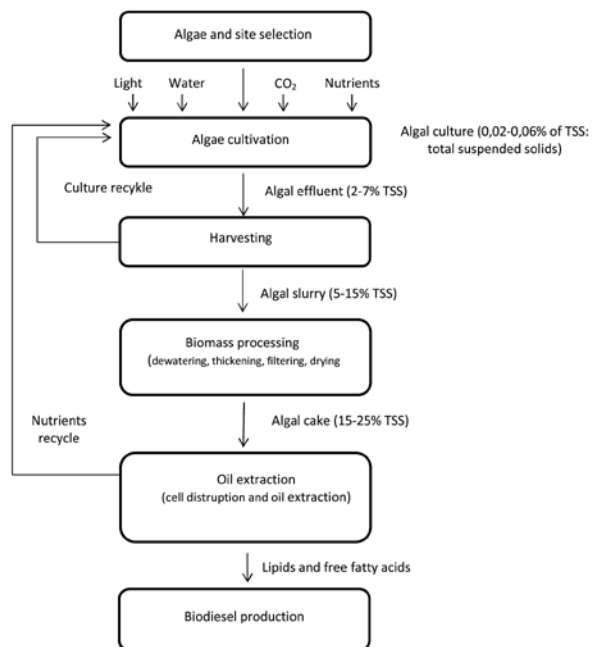 Algae and site selection
Light Water CO₂ Nutrients
Algae cultivation
Algal culture (0,02-0,06% of TSS:
total suspended solids)
Culture recykle
Algal effluent (2-7% TSS)
Harvesting
Algal slurry (5-15% TSS)
Biomass processing
(dewatering, thickening, filtering, drying
Nutrients
recycle
Algal cake (15-25% TSS)
Oil extraction
(cell distruption and oil extraction)
Lipids and free fatty acids
Biodiesel production